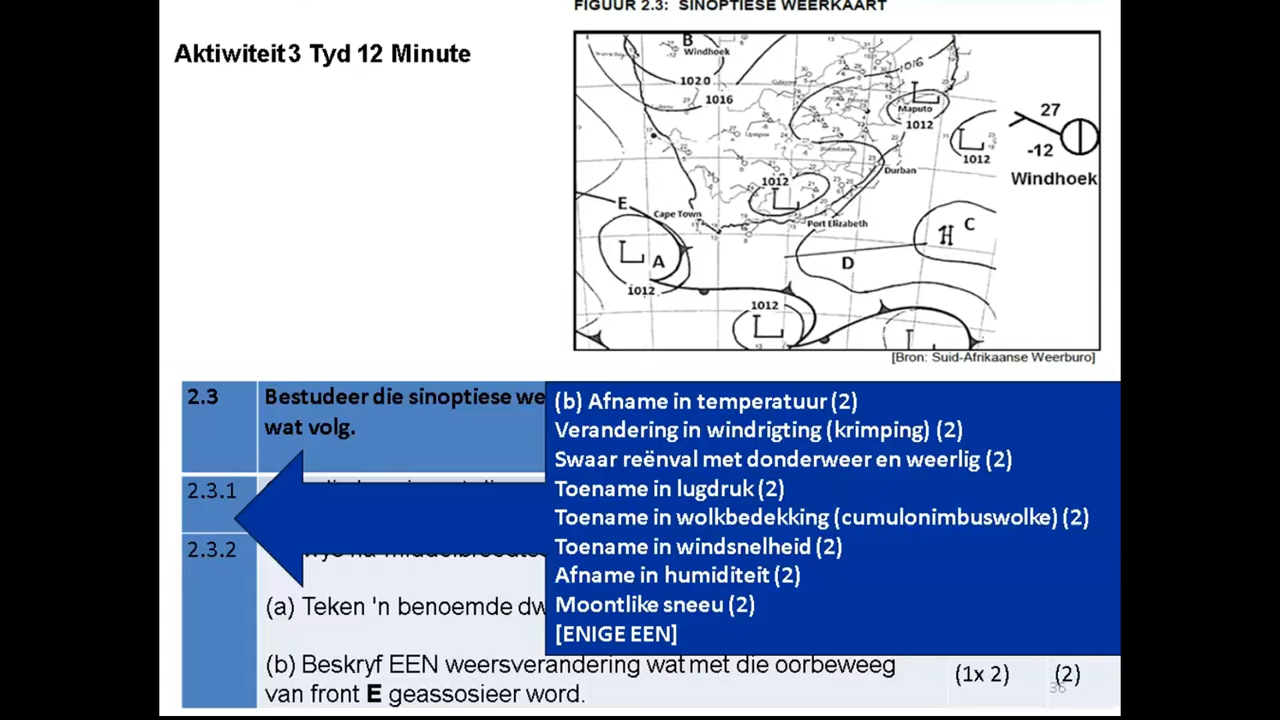 FIGUUR 2.3: SINOPTIESE WEERKAART
Aktiwiteit 3 Tyd 12 Minute
B
Windhoek
1020
1016
1016
Maputo
1012
L
L
1012
27
-12
Windhoek
1012
L
Durban
E
Cape Town
Port Elizabeth
H
C
L
A
D
1012
1012
L
[Bron: Suid-Afrikaanse Weerburo]
2.3
Bestudeer die sinoptiese we
wat volg.
2.3.1
2.3.2
(a) Teken 'n benoemde dw
(b) Beskryf EEN weersverandering wat met die oorbeweeg
van front E geassosieer word.
(1x 2)
(2)
36
(b) Afname in temperatuur (2)
Verandering in windrigting (krimping) (2)
Swaar reënval met donderweer en weerlig (2)
Toename in lugdruk (2)
Toename in wolkbedekking (cumulonimbuswolke) (2)
Toename in windsnelheid (2)
Afname in humiditeit (2)
Moontlike sneeu (2)
[ENIGE EEN]